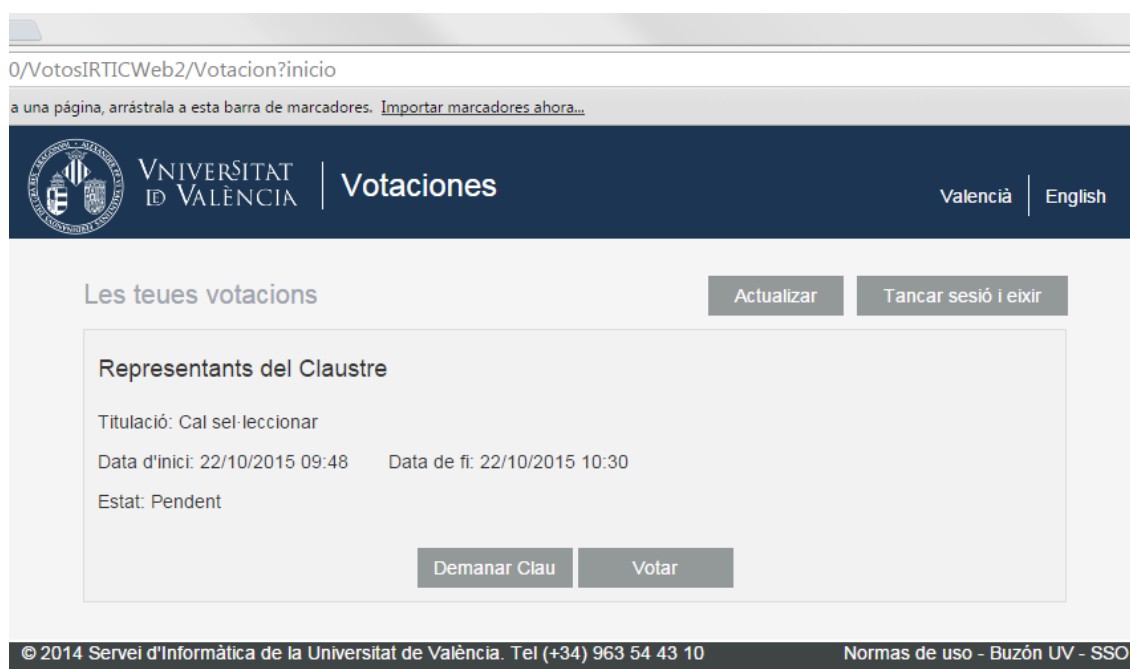 0/VotosIRTICWeb2/Votacion?inicio
a una página, arrástrala a esta barra de marcadores. Importar marcadores ahora...
VNIVERSITAT
ID VALÈNCIA
Votaciones
Valencià English
Les teues votacions Actualizar Tancar sesió i eixir
Representants del Claustre
Titulació: Cal sel·leccionar
Data d'inici: 22/10/2015 09:48 Data de fi: 22/10/2015 10:30
Estat: Pendent
Demanar Clau Votar
© 2014 Servei d'Informàtica de la Universitat de València. Tel (+34) 963 54 43 10 Normas de uso - Buzón UV - SSO